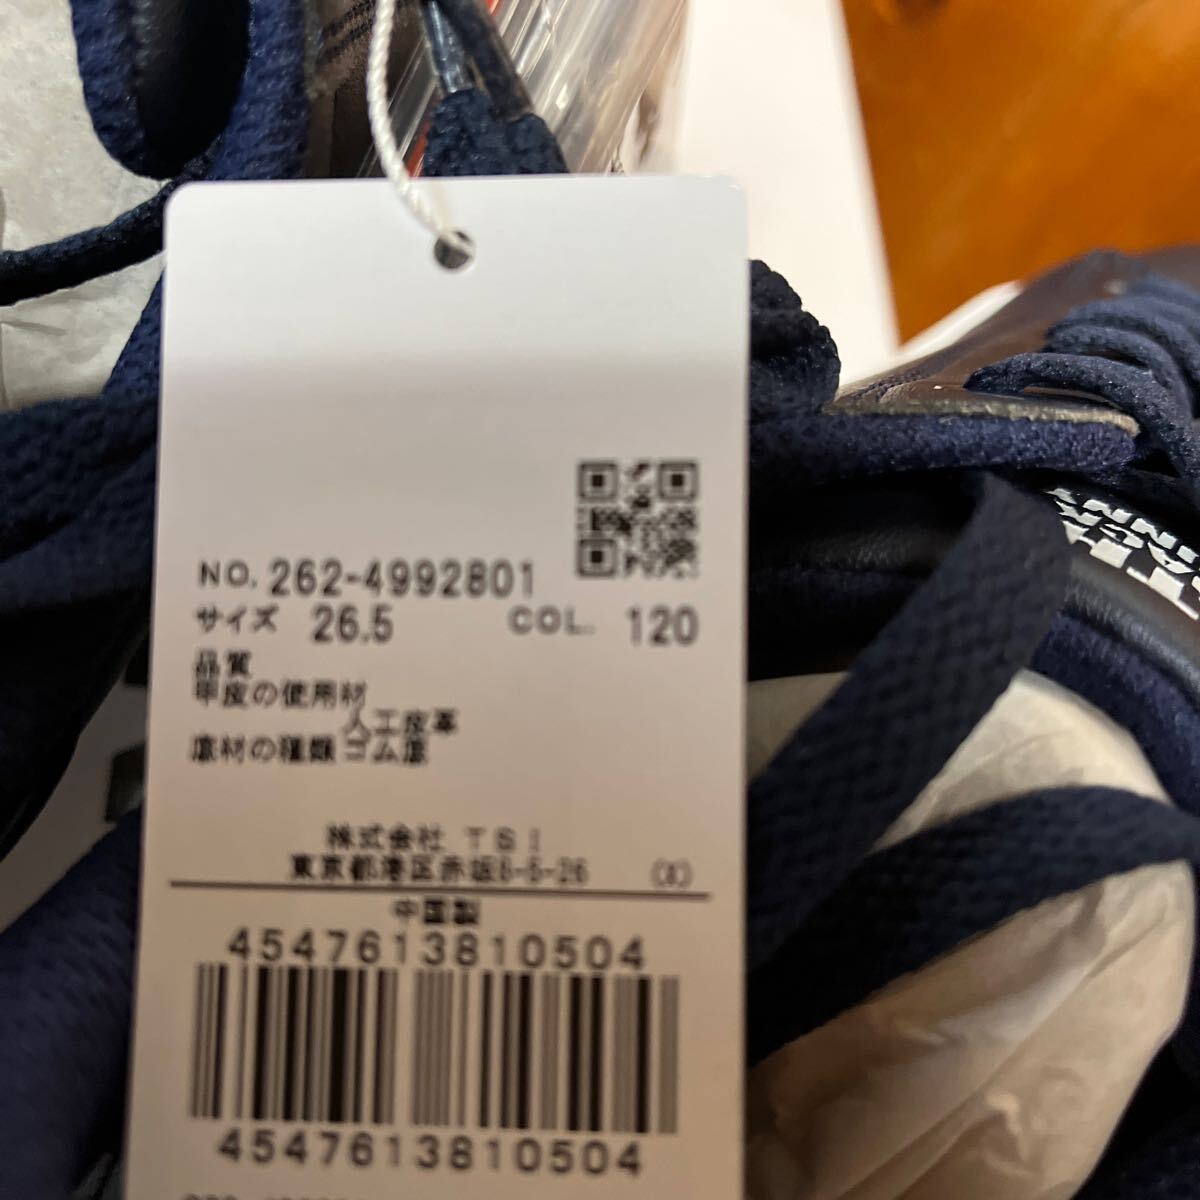 NO. 262-4992801
サイズ 26.5 COL. 120
品質
甲皮の使用材
人工皮革
底材の種類 ゴム底
株式会社 TSI
東京都港区赤坂8-5-26 (X)
中国製
4547613810504
4547613810504